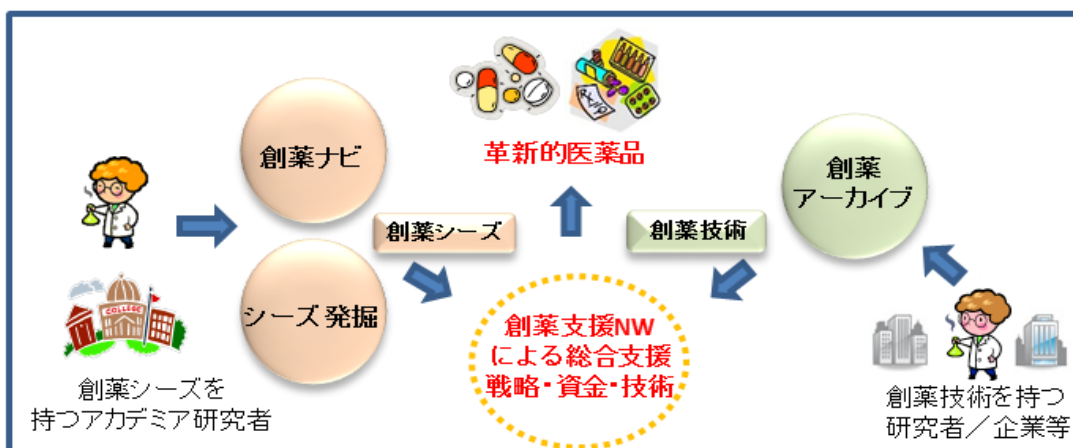 革新的医薬品
創薬ナビ
創薬
アーカイブ
創薬シーズ
創薬技術
シーズ発掘
創薬支援NW
による総合支援
戦略・資金・技術
COLLEGE
創薬シーズを
持つアカデミア研究者
創薬技術を持つ
研究者／企業等